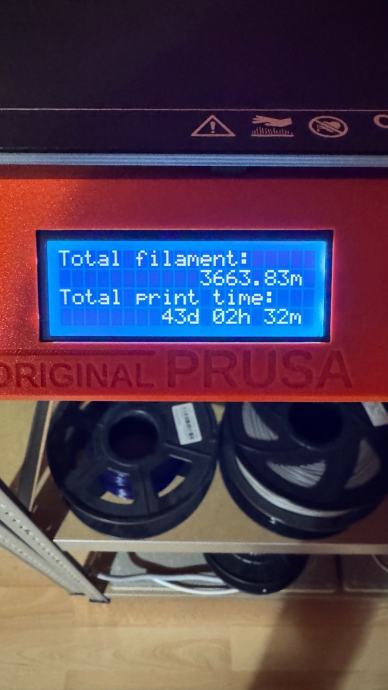 Total filament:
3663.83m
Total print time:
43d 02h 32m
ORIGINAL PRUSA